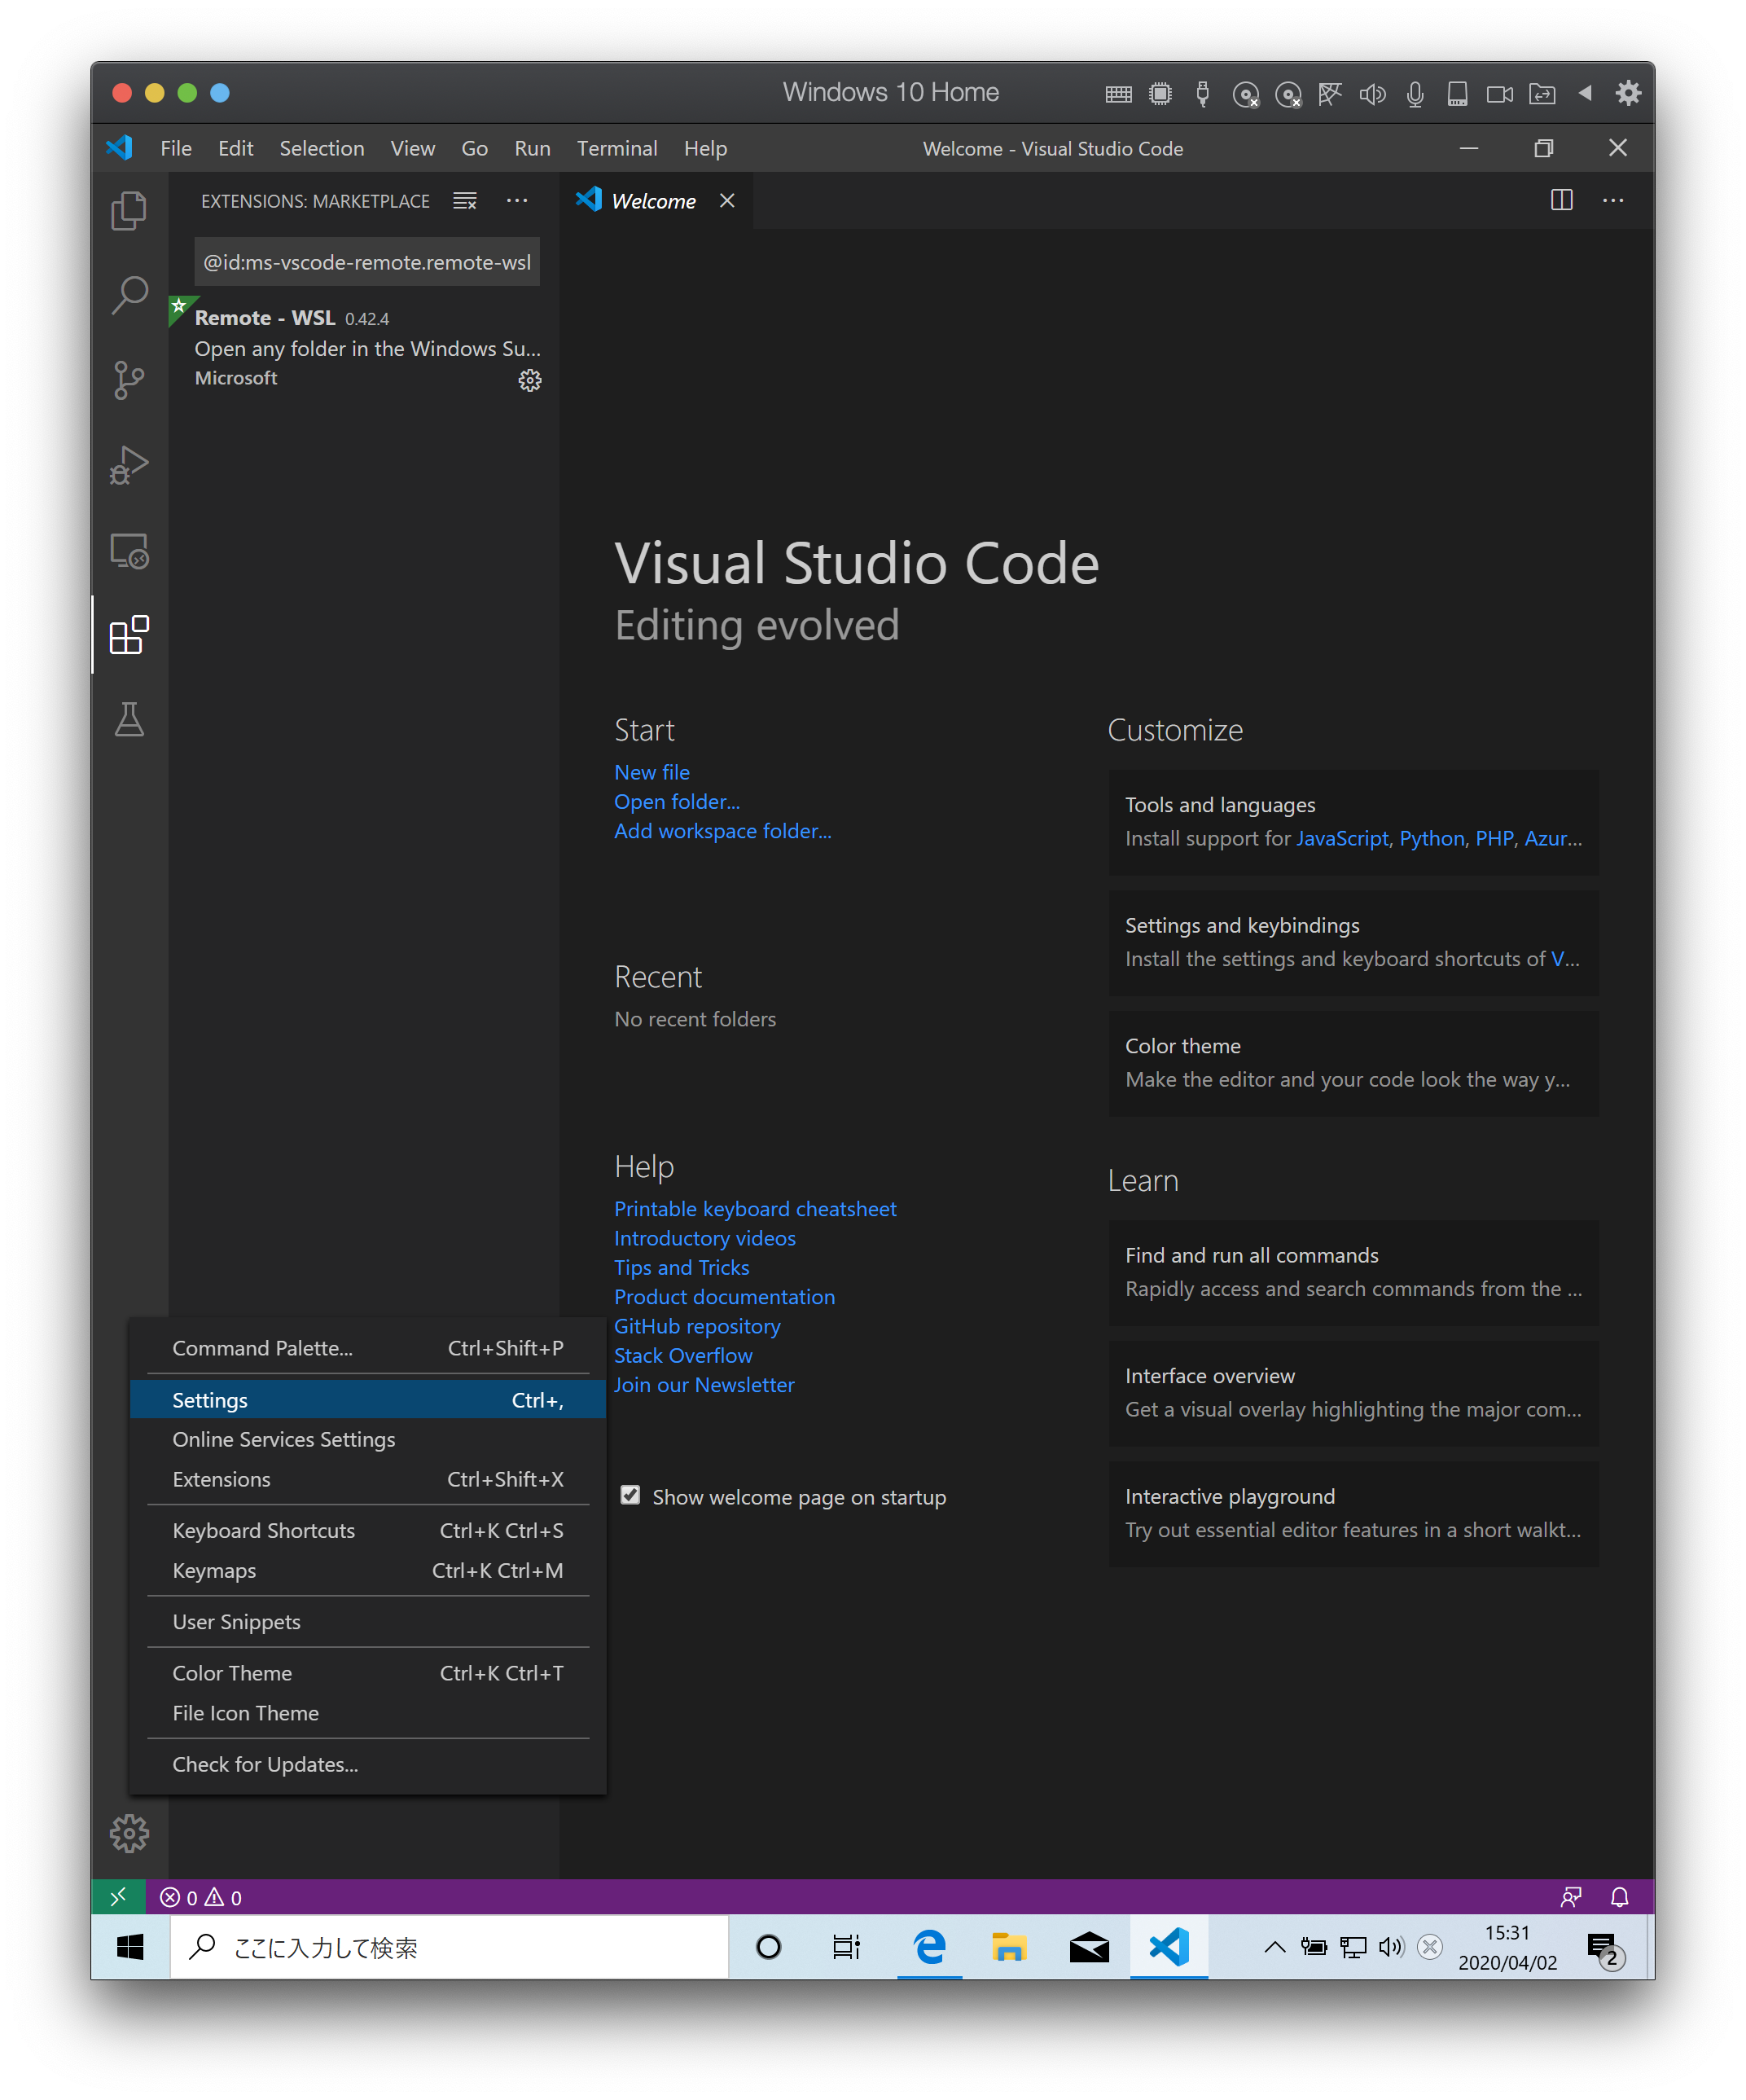 Windows 10 Home
File Edit Selection View Go Run Terminal Help
Welcome - Visual Studio Code
EXTENSIONS: MARKETPLACE
Welcome
@id:ms-vscode-remote.remote-wsl
Remote - WSL 0.42.4
Open any folder in the Windows Su...
Microsoft
Visual Studio Code
Editing evolved
Start
New file
Open folder...
Add workspace folder...
Recent
No recent folders
Help
Printable keyboard cheatsheet
Introductory videos
Tips and Tricks
Product documentation
GitHub repository
Stack Overflow
Join our Newsletter
Show welcome page on startup
Customize
Tools and languages
Install support for JavaScript, Python, PHP, Azur...
Settings and keybindings
Install the settings and keyboard shortcuts of V...
Color theme
Make the editor and your code look the way y...
Learn
Find and run all commands
Rapidly access and search commands from the ...
Interface overview
Get a visual overlay highlighting the major com...
Interactive playground
Try out essential editor features in a short walkt...
Command Palette... Ctrl+Shift+P
Settings Ctrl+,
Online Services Settings
Extensions Ctrl+Shift+X
Keyboard Shortcuts Ctrl+K Ctrl+S
Keymaps Ctrl+K Ctrl+M
User Snippets
Color Theme Ctrl+K Ctrl+T
File Icon Theme
Check for Updates...
0 0
ここに入力して検索
15:31
2020/04/02
2